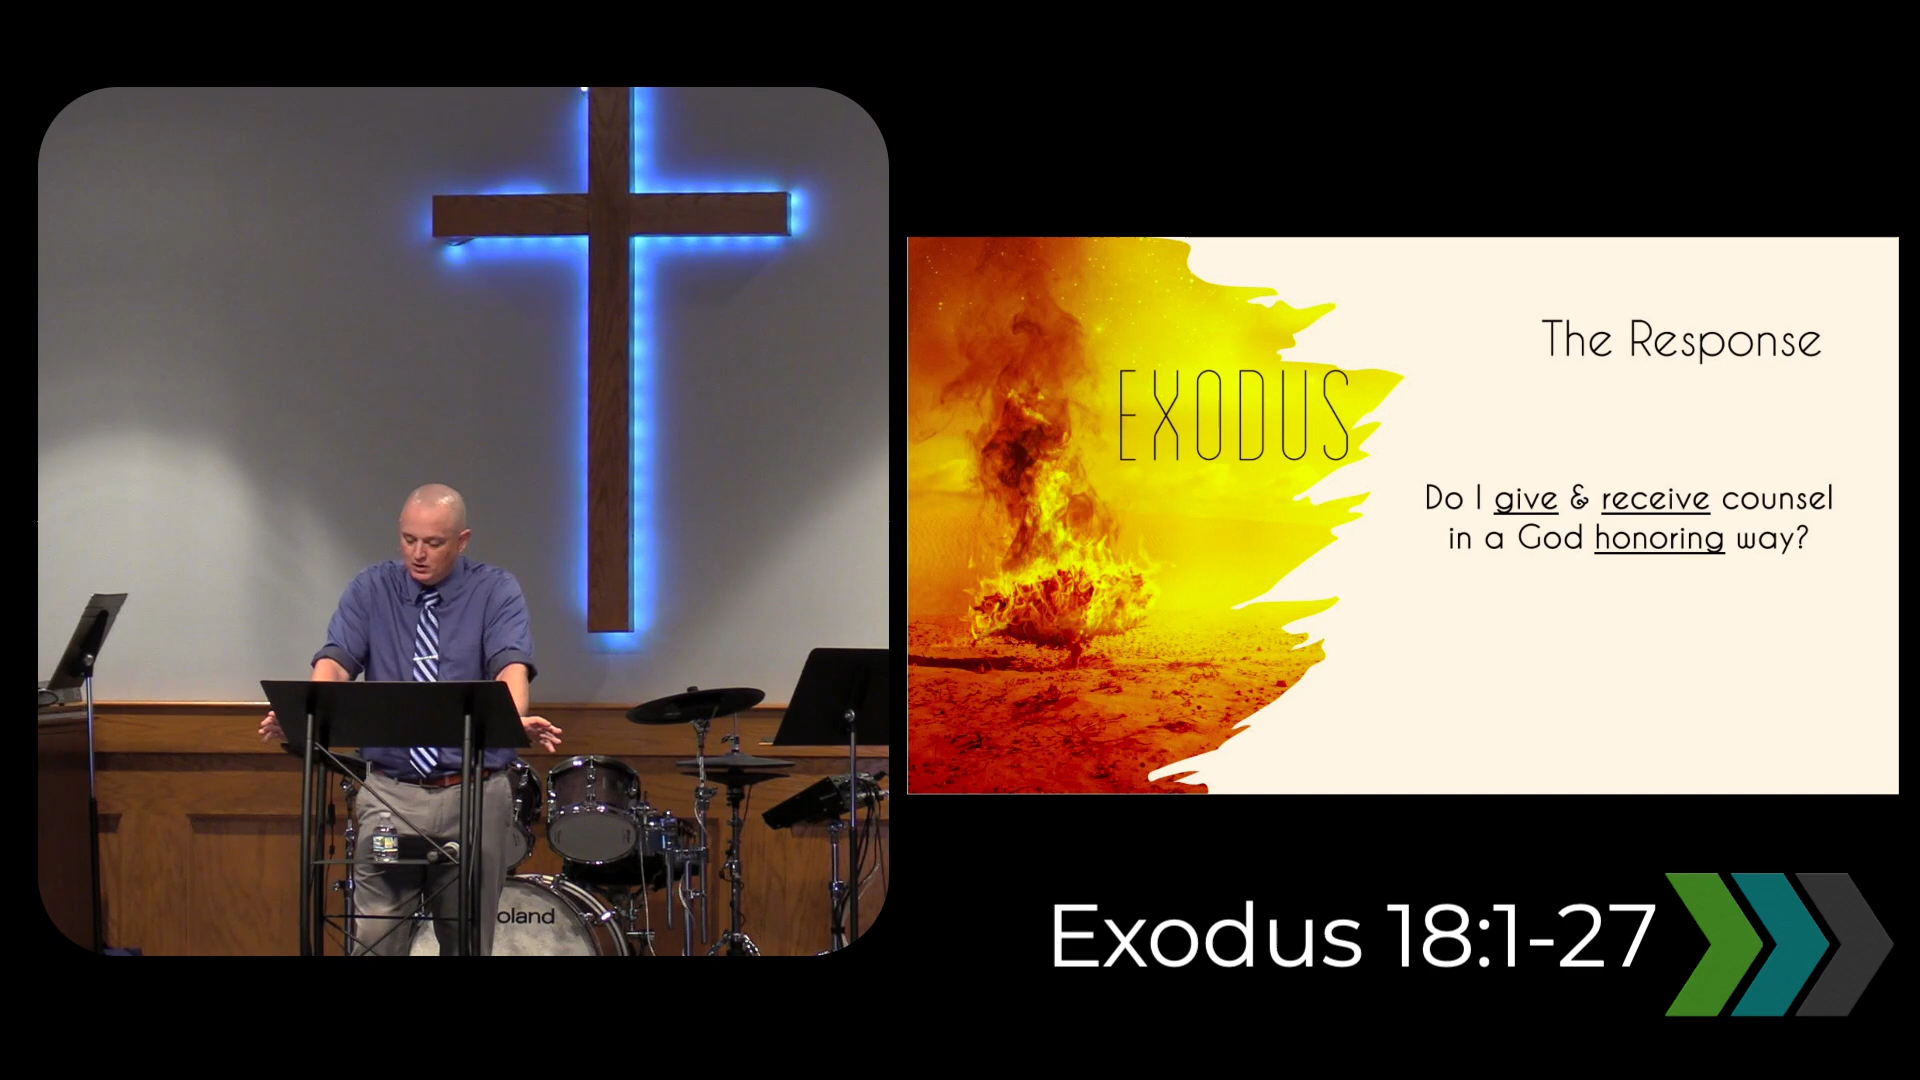 The Response
EXODUS
Do I give & receive counsel
in a God honoring way?
Exodus 18:1-27
oland